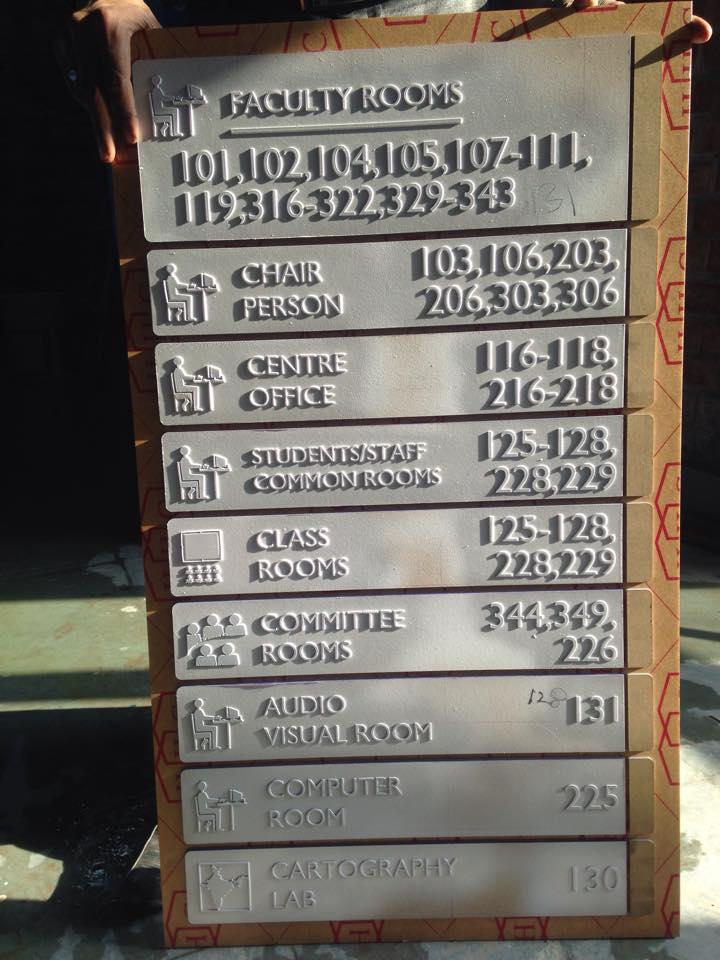 FACULTY ROOMS
101,102,104,105,107-111,
119,316-322,329-343 131
CHAIR 103,106,203,
PERSON 206,303,306
CENTRE 116-118,
OFFICE 216-218
STUDENTS/STAFF 125-128,
COMMON ROOMS 228,229
CLASS 125-128,
ROOMS 228,229
COMMITTEE 344,349,
ROOMS 226
AUDIO 131
VISUAL ROOM
COMPUTER 225
ROOM
CARTOGRAPHY 130
LAB